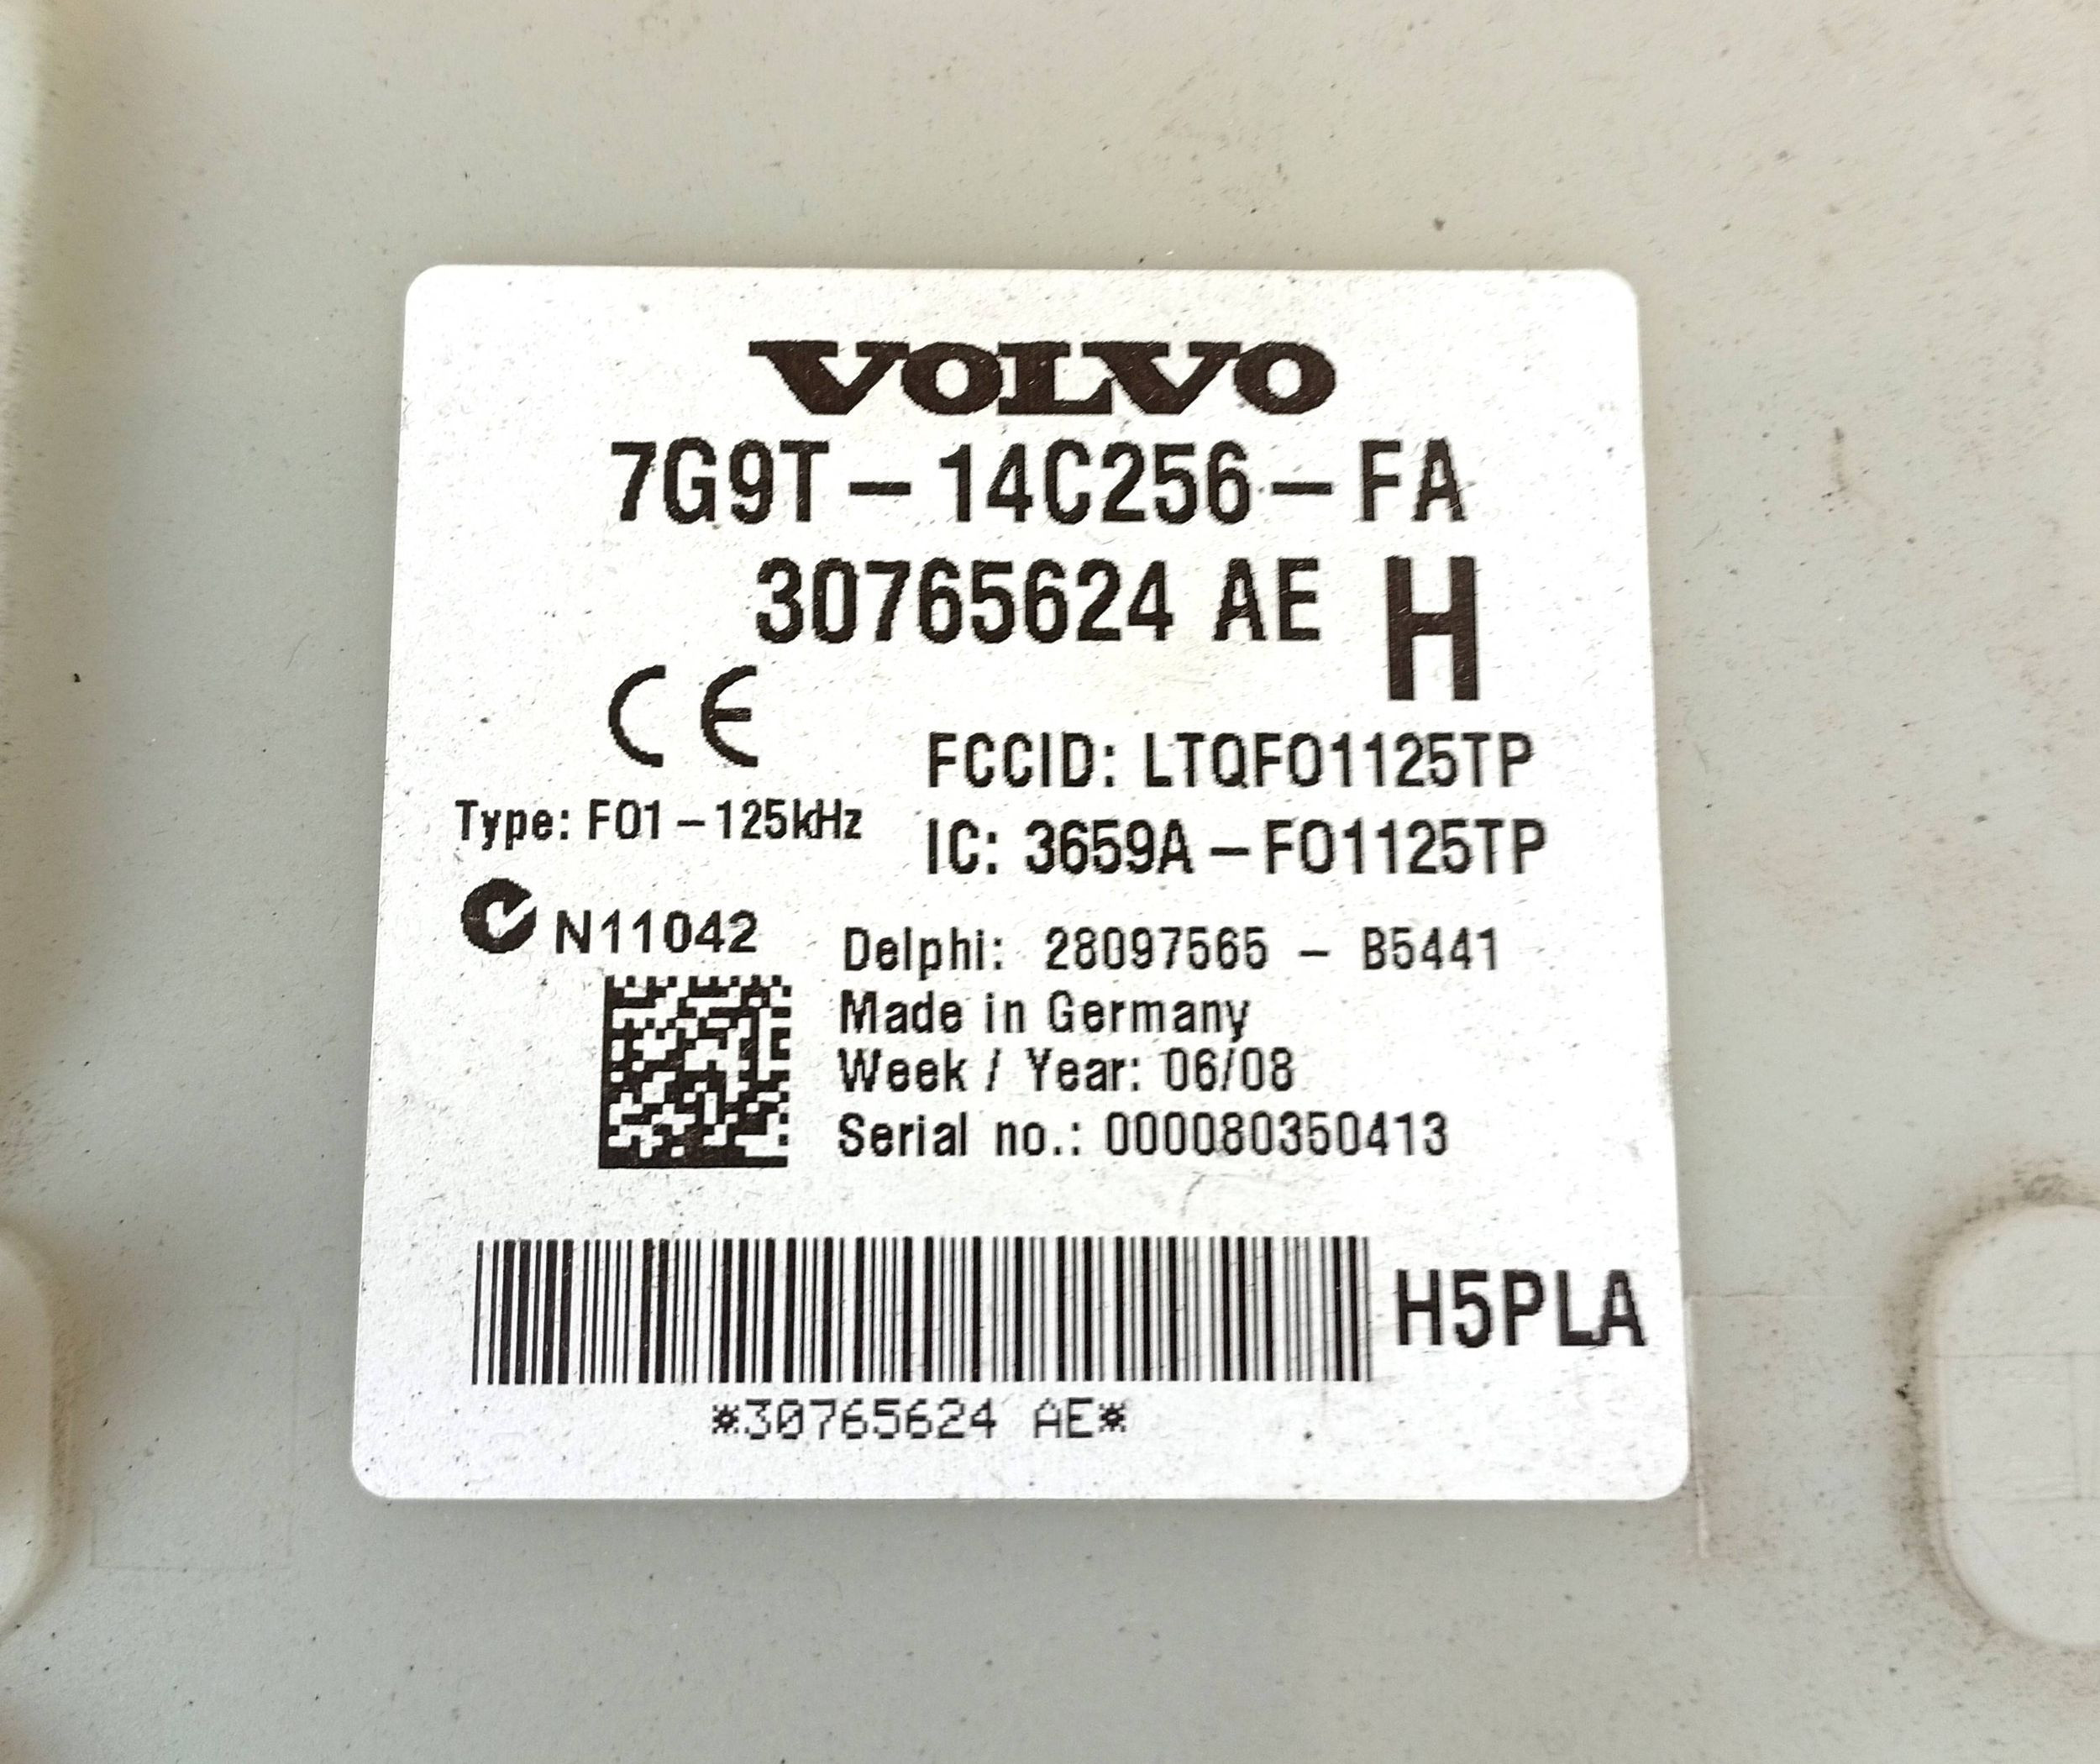 VOLVO
7G9T-14C256-FA
30765624 AE H
CE
FCCID: LTQFO1125TP
Type: FO1-125kHz
IC: 3659A-FO1125TP
N11042
Delphi: 28097565 - B5441
Made in Germany
Week / Year: 06/08
Serial no.: 000080350413
H5PLA
*30765624 AE*